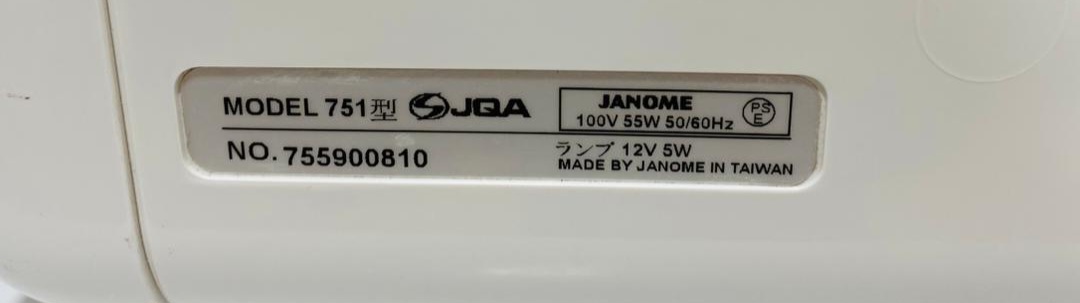 MODEL 751型 JQA
NO. 755900810
JANOME
100V 55W 50/60Hz
PS
E
ランプ 12V 5W
MADE BY JANOME IN TAIWAN